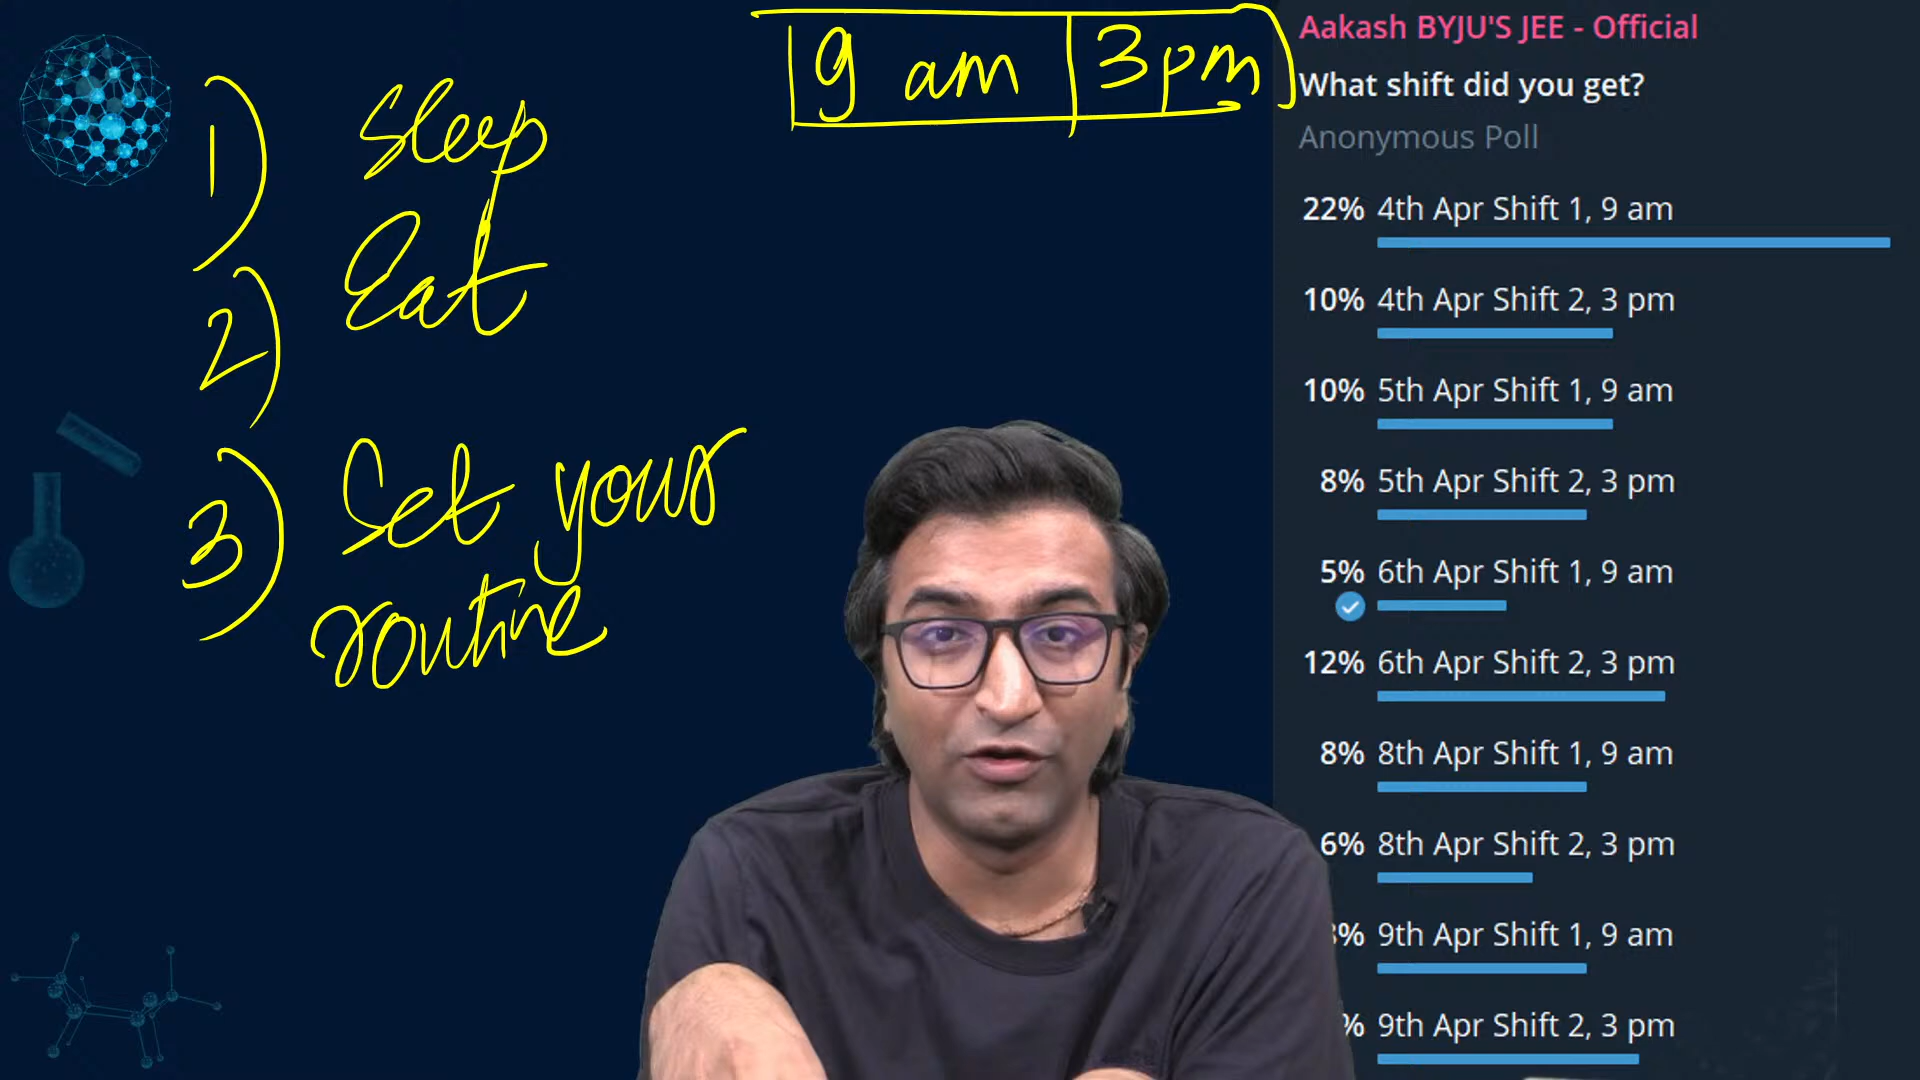 1) Sleep
2) Eat
3) Set your
routine
9 am 3pm
Aakash BYJU'S JEE - Official
What shift did you get?
Anonymous Poll
22% 4th Apr Shift 1, 9 am
10% 4th Apr Shift 2, 3 pm
10% 5th Apr Shift 1, 9 am
8% 5th Apr Shift 2, 3 pm
5% 6th Apr Shift 1, 9 am
12% 6th Apr Shift 2, 3 pm
8% 8th Apr Shift 1, 9 am
6% 8th Apr Shift 2, 3 pm
% 9th Apr Shift 1, 9 am
% 9th Apr Shift 2, 3 pm